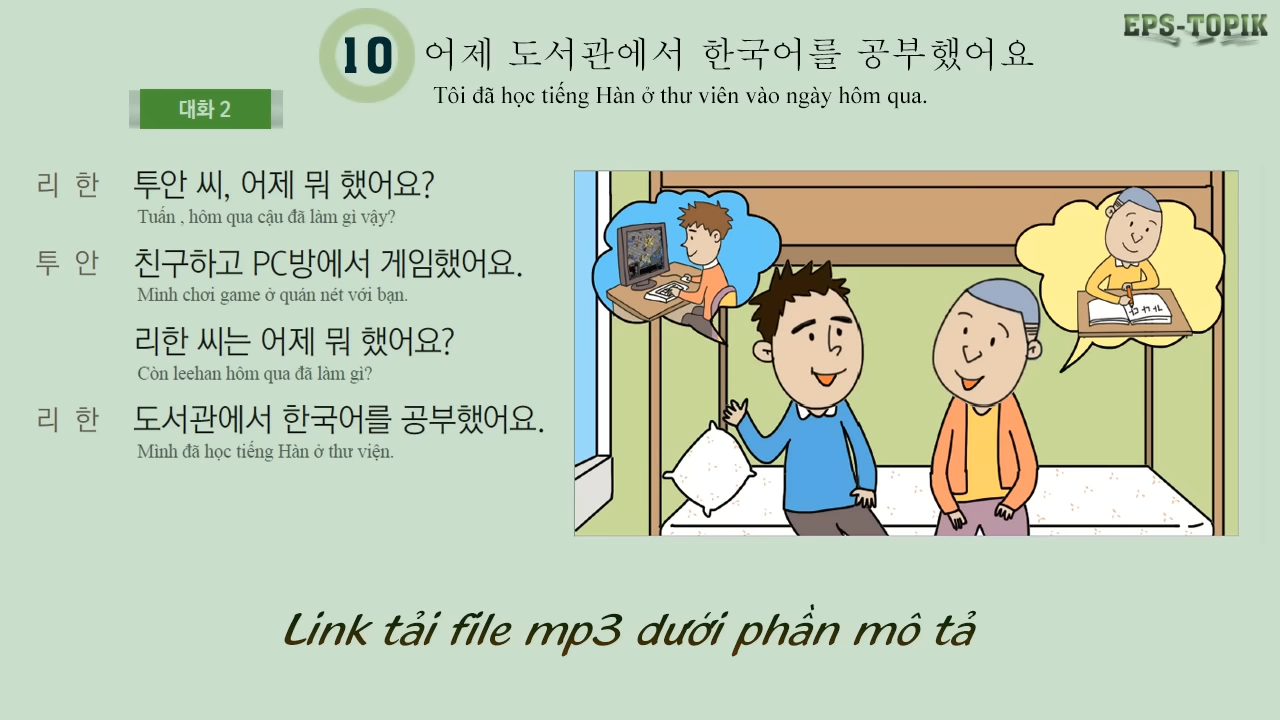 EPS-TOPIK
10 어제 도서관에서 한국어를 공부했어요
Tôi đã học tiếng Hàn ở thư viên vào ngày hôm qua.
대화 2
리 한 투안 씨, 어제 뭐 했어요?
Tuấn , hôm qua cậu đã làm gì vậy?
투 안 친구하고 PC방에서 게임했어요.
Mình chơi game ở quán nét với bạn.
리한 씨는 어제 뭐 했어요?
Còn leehan hôm qua đã làm gì?
리 한 도서관에서 한국어를 공부했어요.
Mình đã học tiếng Hàn ở thư viện.
Link tải file mp3 dưới phần mô tả